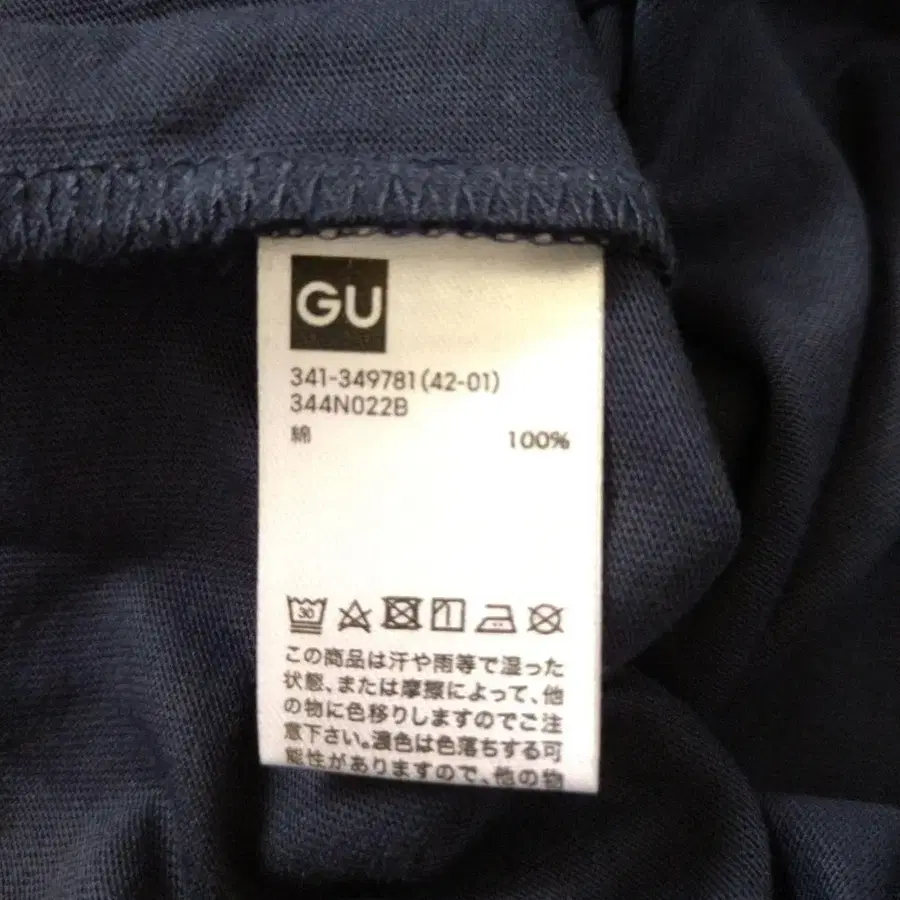 GU
341-349781(42-01)
344N022B
綿 100%
30
この商品は汗や雨等で湿った
状態、または摩擦によって、他
の物に色移りしますのでご注
意下さい。濃色は色落ちする可
能性がありますので、他の物